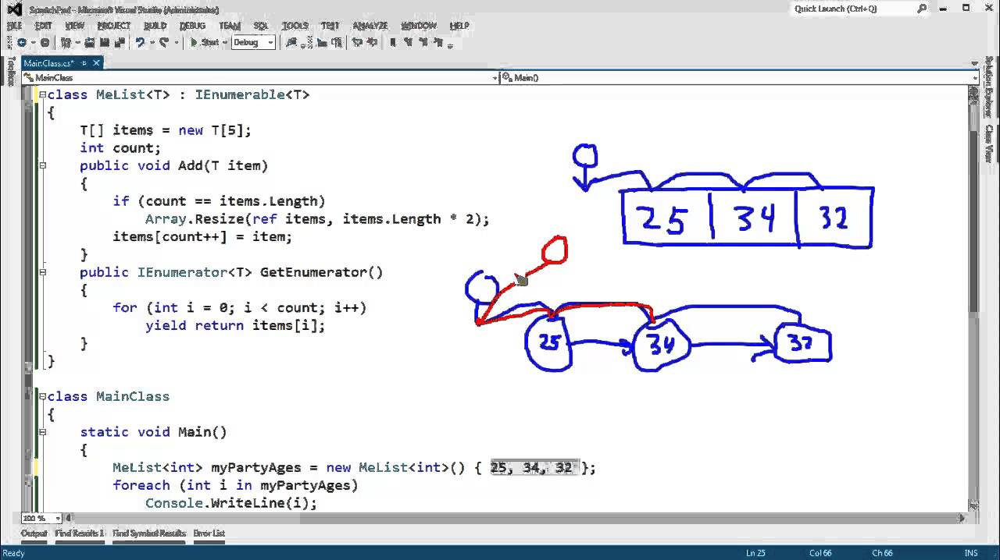 ScratchPad - Microsoft Visual Studio (Administrator)
Quick Launch (Ctrl+Q)
FILE EDIT VIEW PROJECT BUILD DEBUG TEAM SQL TOOLS TEST ANALYZE WINDOW HELP
Start Debug
MainClass.cs*
MainClass Main()
Toolbox
Solution Explorer
Class View
class MeList<T> : IEnumerable<T>
{
T[] items = new T[5];
int count;
public void Add(T item)
{
if (count == items.Length)
Array.Resize(ref items, items.Length * 2);
items[count++] = item;
}
public IEnumerator<T> GetEnumerator()
{
for (int i = 0; i < count; i++)
yield return items[i];
}
}
25 34 32
25 34 32
class MainClass
{
static void Main()
{
MeList<int> myPartyAges = new MeList<int>() { 25, 34, 32 };
foreach (int i in myPartyAges)
Console.WriteLine(i);
100 %
Output Find Results 1 Find Symbol Results Error List
Ready Ln 25 Col 66 Ch 66 INS